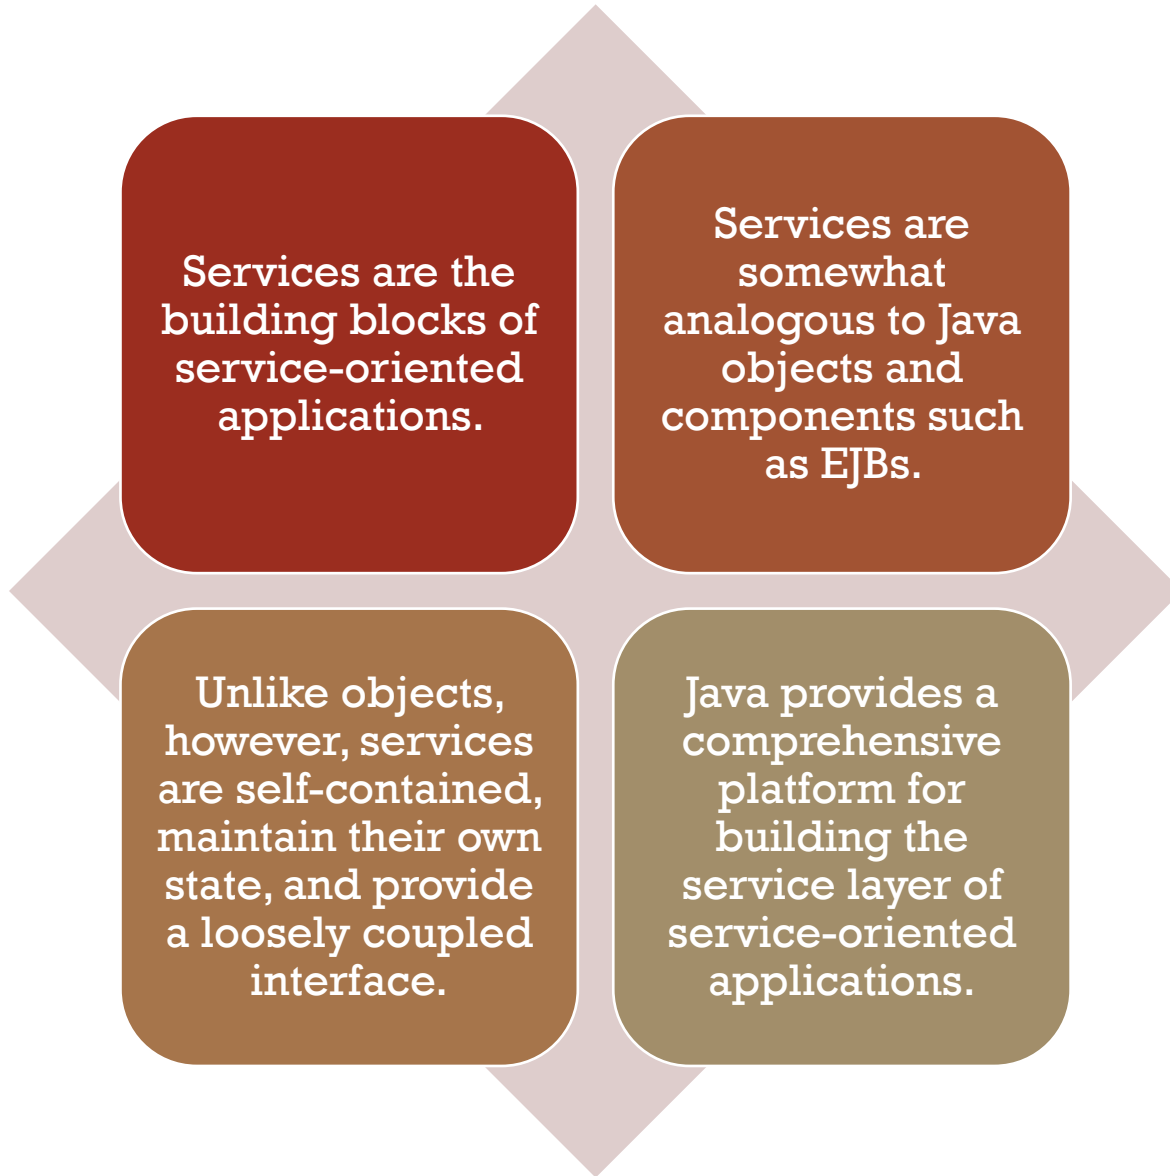 Services are the
building blocks of
service-oriented
applications.
Services are
somewhat
analogous to Java
objects and
components such
as EJBs.
Unlike objects,
however, services
are self-contained,
maintain their own
state, and provide
a loosely coupled
interface.
Java provides a
comprehensive
platform for
building the
service layer of
service-oriented
applications.